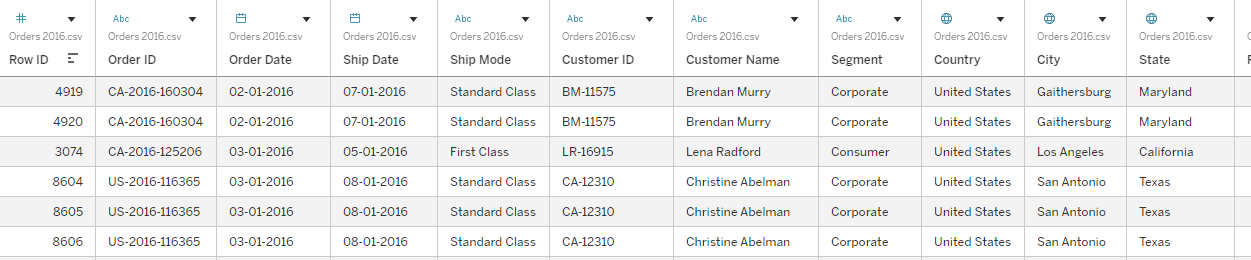 # Abc Abc Abc Abc Abc
Orders 2016.csv Orders 2016.csv Orders 2016.csv Orders 2016.csv Orders 2016.csv Orders 2016.csv Orders 2016.csv Orders 2016.csv Orders 2016.csv Orders 2016.csv Orders 2016.csv
Row ID Order ID Order Date Ship Date Ship Mode Customer ID Customer Name Segment Country City State
4919 CA-2016-160304 02-01-2016 07-01-2016 Standard Class BM-11575 Brendan Murry Corporate United States Gaithersburg Maryland
4920 CA-2016-160304 02-01-2016 07-01-2016 Standard Class BM-11575 Brendan Murry Corporate United States Gaithersburg Maryland
3074 CA-2016-125206 03-01-2016 05-01-2016 First Class LR-16915 Lena Radford Consumer United States Los Angeles California
8604 US-2016-116365 03-01-2016 08-01-2016 Standard Class CA-12310 Christine Abelman Corporate United States San Antonio Texas
8605 US-2016-116365 03-01-2016 08-01-2016 Standard Class CA-12310 Christine Abelman Corporate United States San Antonio Texas
8606 US-2016-116365 03-01-2016 08-01-2016 Standard Class CA-12310 Christine Abelman Corporate United States San Antonio Texas